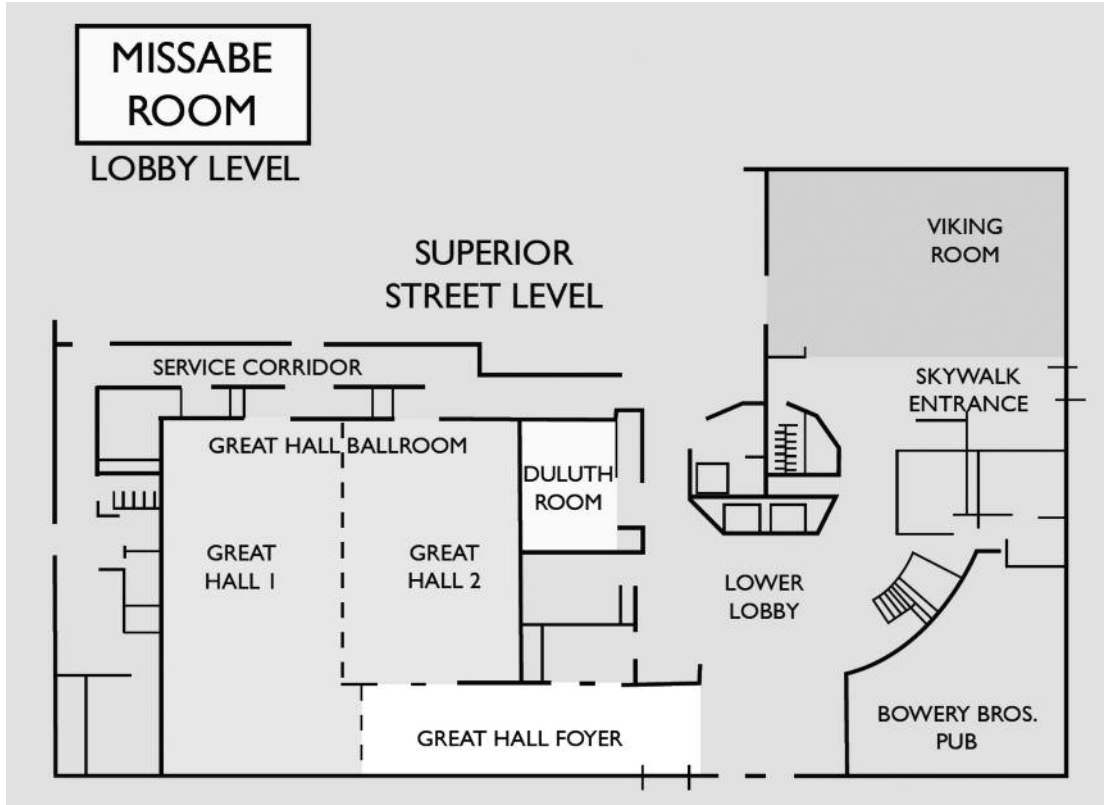 MISSABE
ROOM
LOBBY LEVEL
SUPERIOR
STREET LEVEL
VIKING
ROOM
SERVICE CORRIDOR
SKYWALK
ENTRANCE
GREAT HALL BALLROOM
DULUTH
ROOM
GREAT
HALL 1
GREAT
HALL 2
LOWER
LOBBY
GREAT HALL FOYER
BOWERY BROS.
PUB